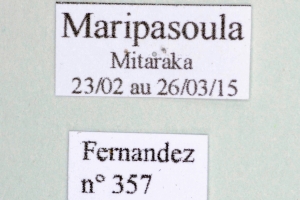 Maripasoula
Mitaraka
23/02 au 26/03/15
Fernandez
n° 357